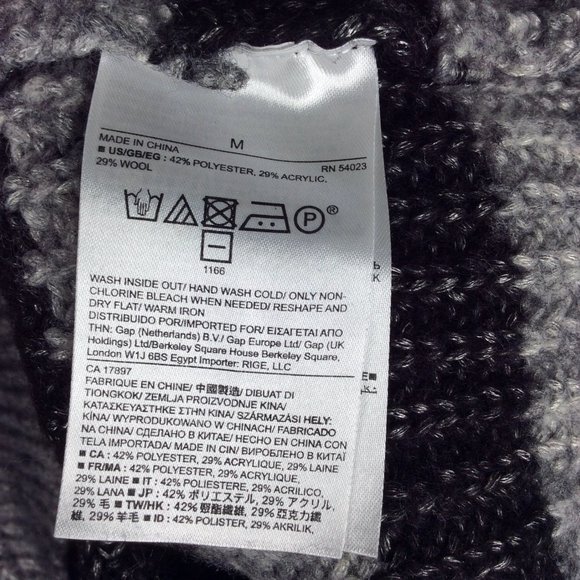 M
MADE IN CHINA
RN 54023
■ US/GB/EG : 42% POLYESTER, 29% ACRYLIC,
29% WOOL
P ®
1166
WASH INSIDE OUT/ HAND WASH COLD/ ONLY NON-
CHLORINE BLEACH WHEN NEEDED/ RESHAPE AND
DRY FLAT/ WARM IRON
DISTRIBUIDO POR/IMPORTED FOR/ ΕΙΣΑΓΕΤΑΙ ΑΠΟ
ΤΗΝ: Gap (Netherlands) B.V./ Gap Europe Ltd/ Gap (UK
Holdings) Ltd/Berkeley Square House Berkeley Square,
London W1J 6BS Egypt Importer: RIGE, LLC
CA 17897
FABRIQUE EN CHINE/ 中國製造/ DIBUAT DI
TIONGKOK/ ZEMLJA PROIZVODNJE KINA/
ΚΑΤΑΣΚΕΥΑΣΤΗΚΕ ΣΤΗΝ ΚΙΝΑ/ SZÁRMAZÁSI HELY:
KÍNA/ WYPRODUKOWANO W CHINACH/ FABRICADO
NA CHINA/ СДЕЛАНО В КИТАЕ/ HECHO EN CHINA CON
TELA IMPORTADA/ MADE IN CIN/ ВИРОБЛЕНО В КИТАЇ
■ CA : 42% POLYESTER, 29% ACRYLIQUE, 29% LAINE
■ FR/MA : 42% POLYESTER, 29% ACRYLIQUE,
29% LAINE ■ IT : 42% POLIESTERE, 29% ACRILICO,
29% LANA ■ JP : 42% ポリエステル, 29% アクリル,
29% 毛 ■ TW/HK : 42% 聚酯纖維, 29% 亞克力纖
維, 29% 羊毛 ■ ID : 42% POLISTER, 29% AKRILIK,